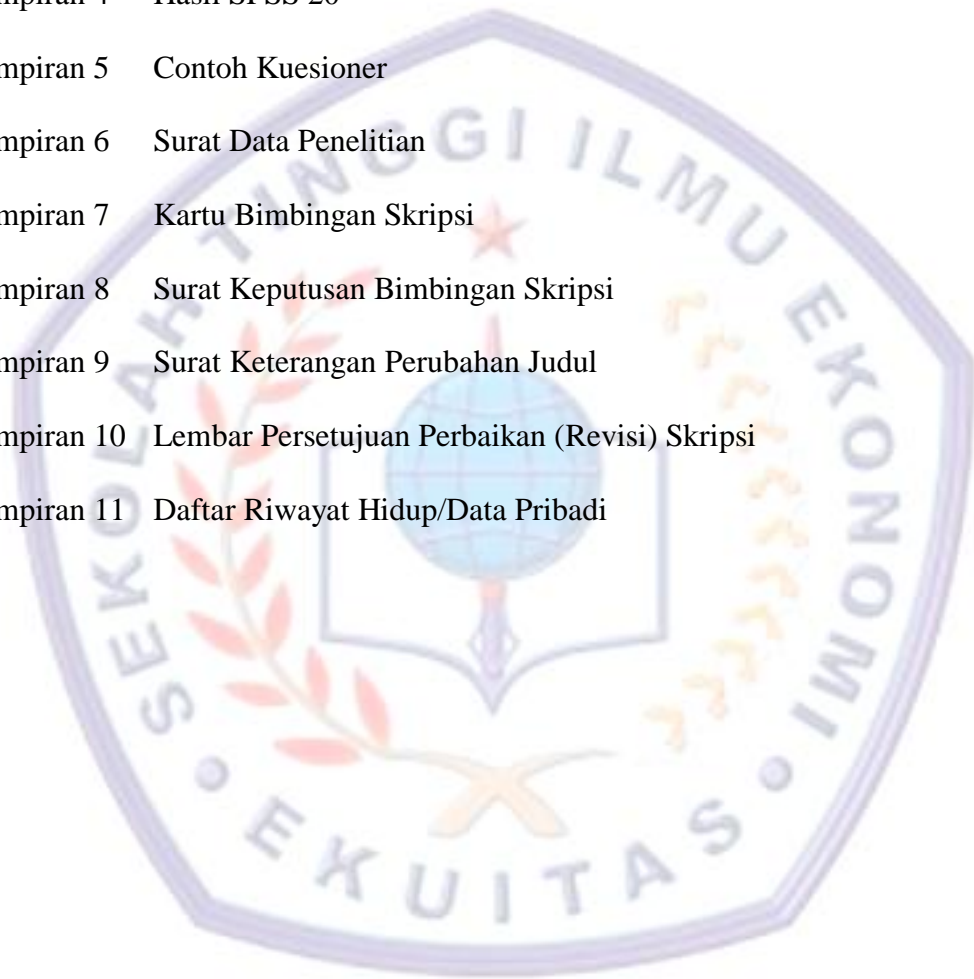 mpiran 4 Hasil SPSS 20
mpiran 5 Contoh Kuesioner
mpiran 6 Surat Data Penelitian
mpiran 7 Kartu Bimbingan Skripsi
mpiran 8 Surat Keputusan Bimbingan Skripsi
mpiran 9 Surat Keterangan Perubahan Judul
mpiran 10 Lembar Persetujuan Perbaikan (Revisi) Skripsi
mpiran 11 Daftar Riwayat Hidup/Data Pribadi
SEKOLAH TINGGI ILMU EKONOMI
• EKUITAS •